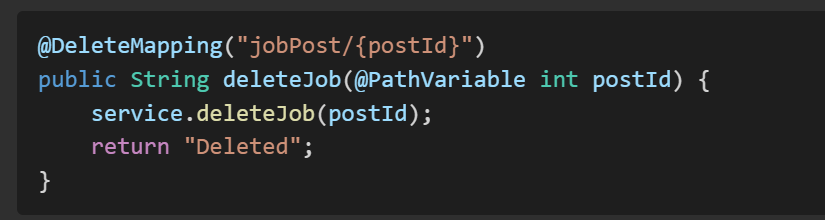 @DeleteMapping("jobPost/{postId}")
public String deleteJob(@PathVariable int postId) {
    service.deleteJob(postId);
    return "Deleted";
}